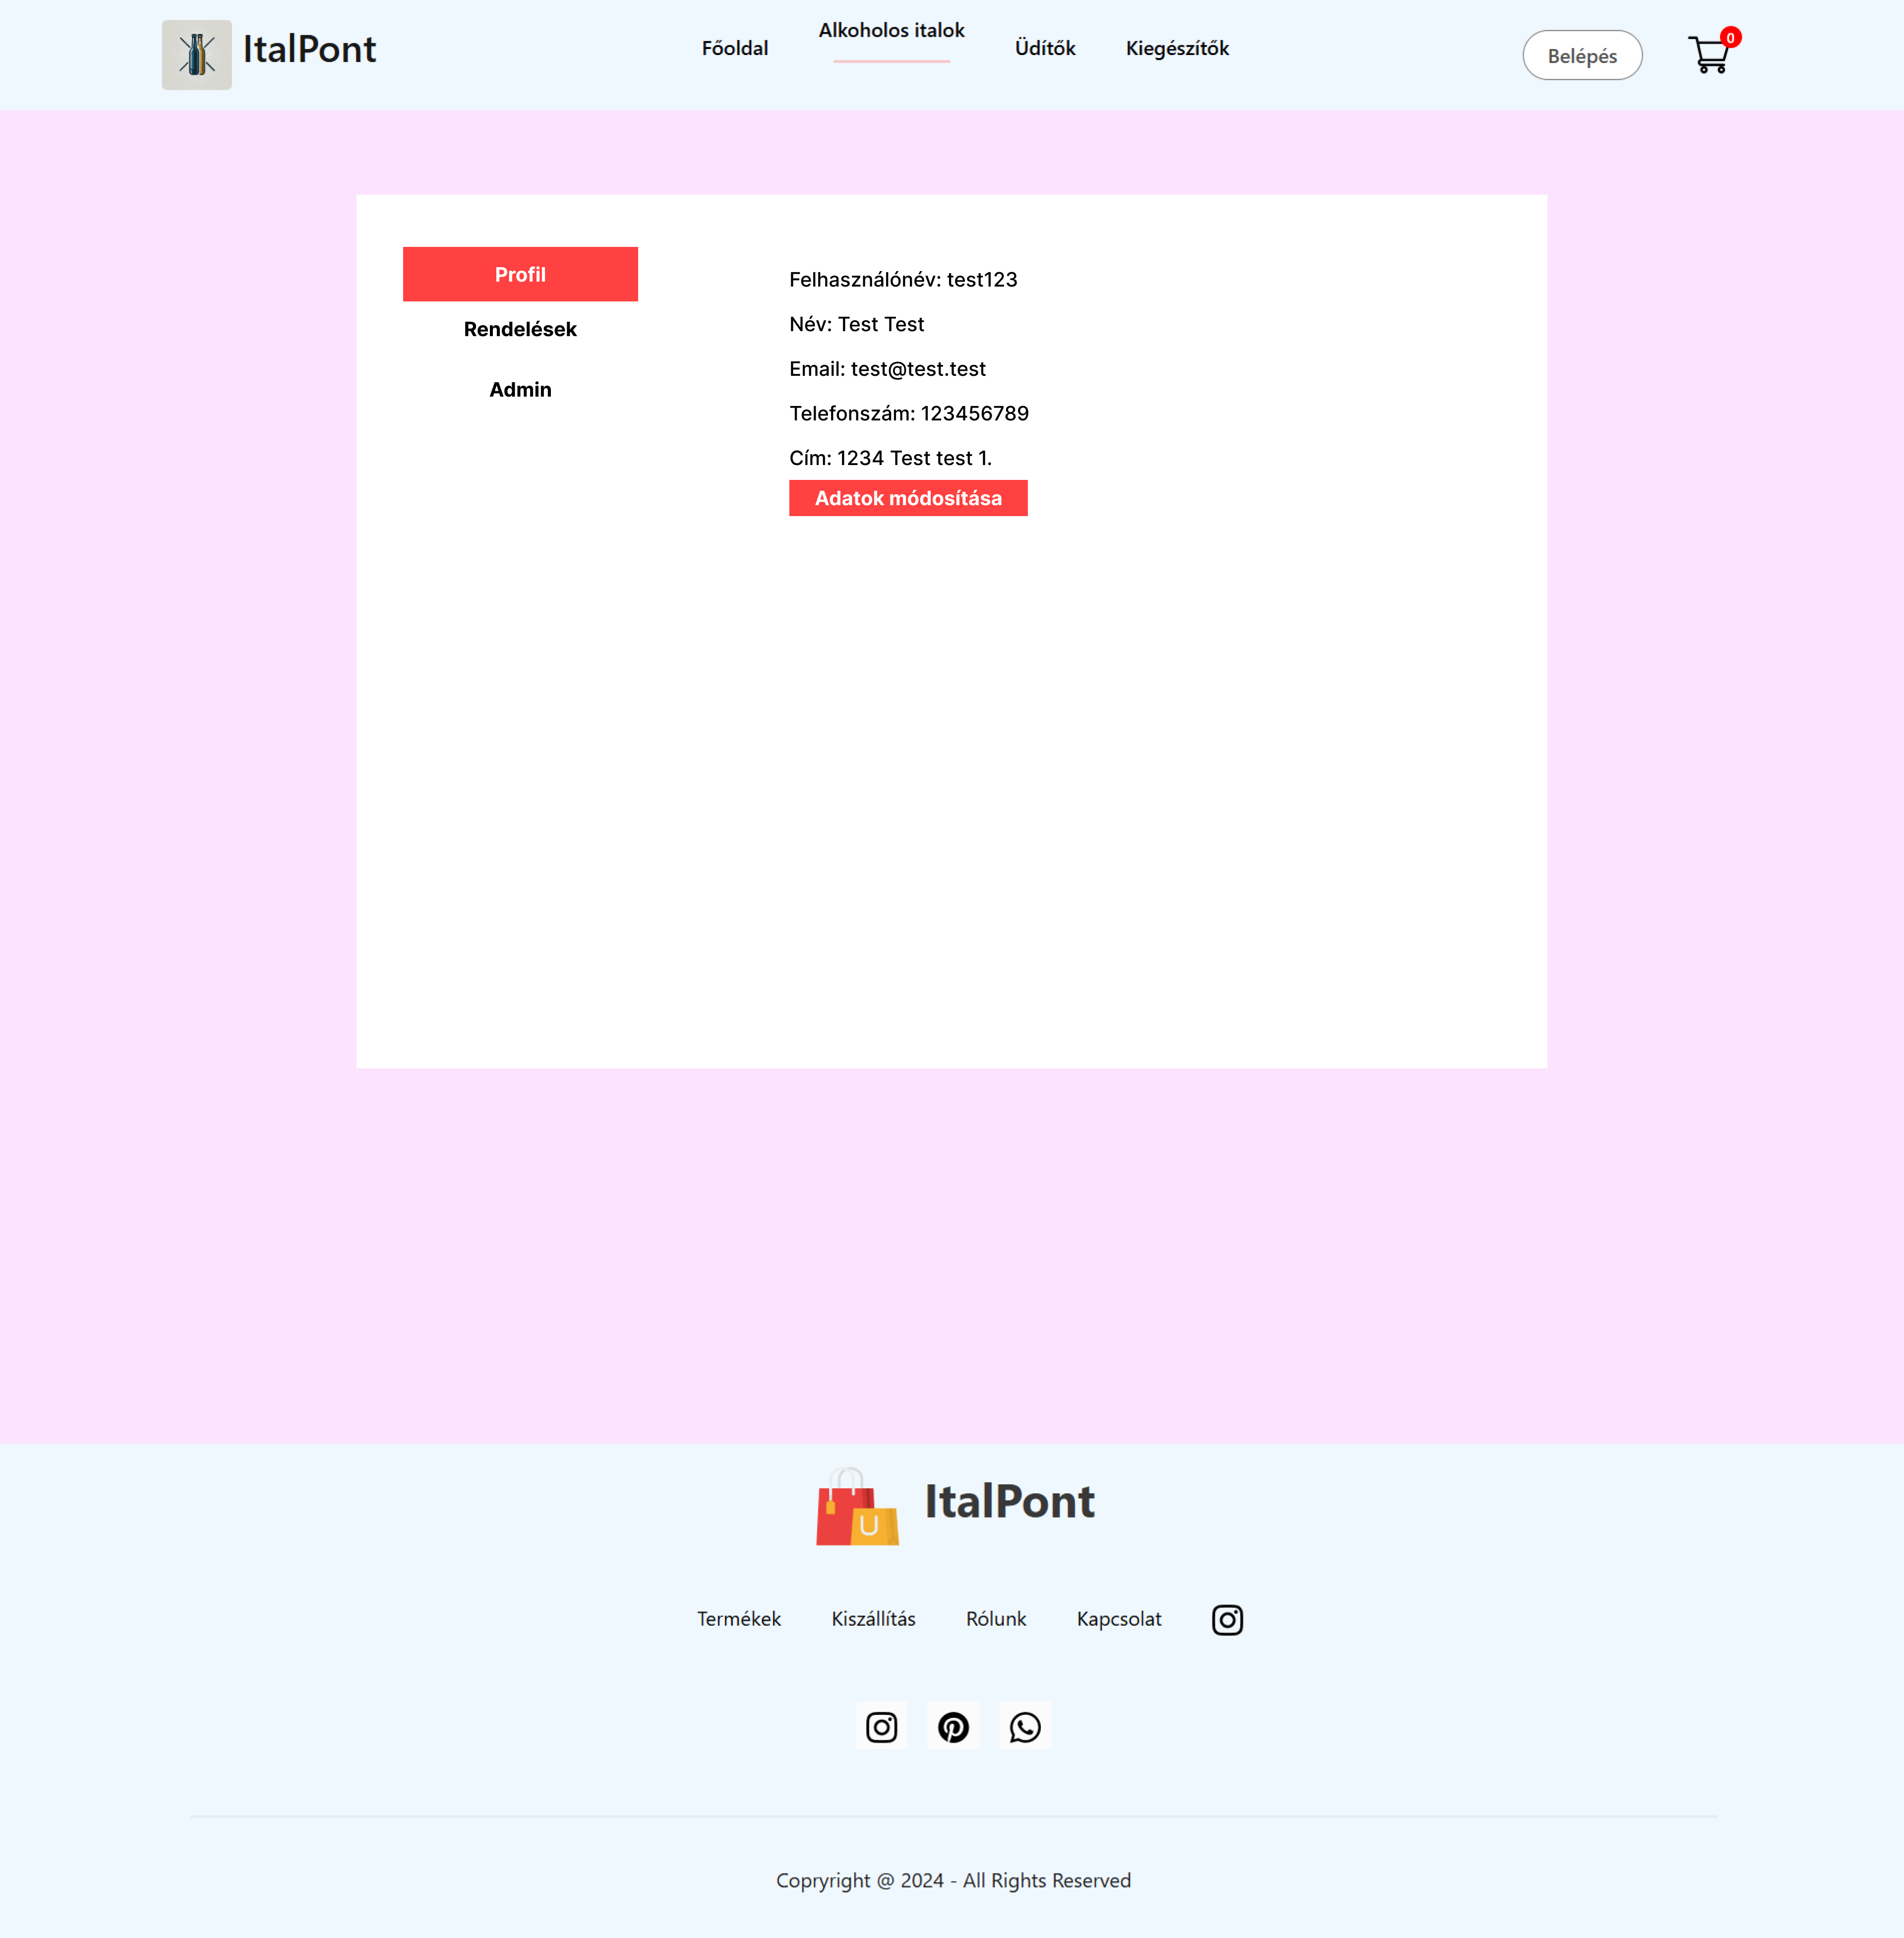 ItalPont
Főoldal
Alkoholos italok
Üdítők
Kiegészítők
Belépés
0
Profil
Rendelések
Admin
Felhasználónév: test123
Név: Test Test
Email: test@test.test
Telefonszám: 123456789
Cím: 1234 Test test 1.
Adatok módosítása
U
ItalPont
Termékek
Kiszállítás
Rólunk
Kapcsolat
Copryright @ 2024 - All Rights Reserved